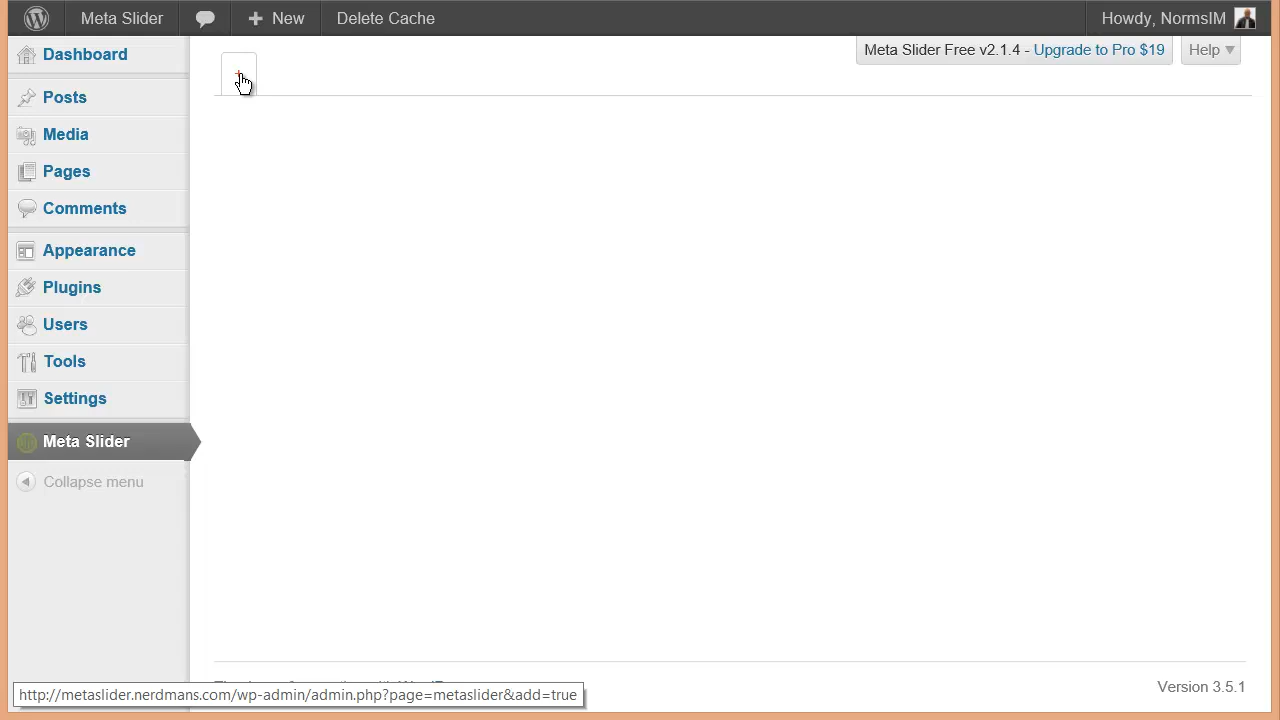 Meta Slider
New
Delete Cache
Howdy, NormsIM
Meta Slider Free v2.1.4 - Upgrade to Pro $19
Help
Dashboard
Posts
Media
Pages
Comments
Appearance
Plugins
Users
Tools
Settings
Meta Slider
Collapse menu
http://metaslider.nerdmans.com/wp-admin/admin.php?page=metaslider&add=true
Version 3.5.1